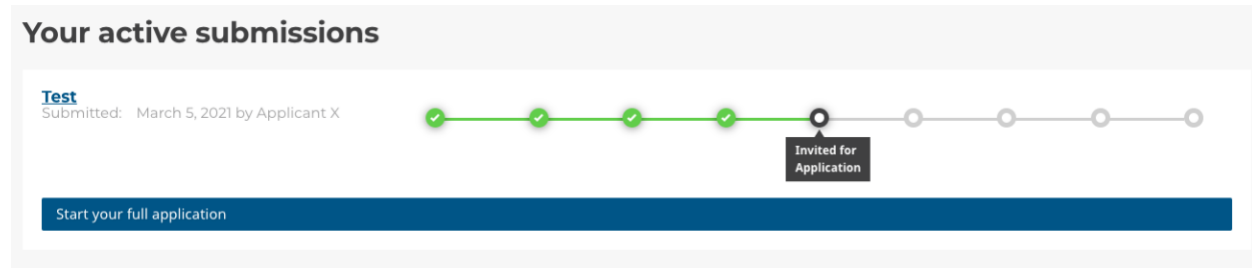 Your active submissions
Test
Submitted: March 5, 2021 by Applicant X
Invited for
Application
Start your full application